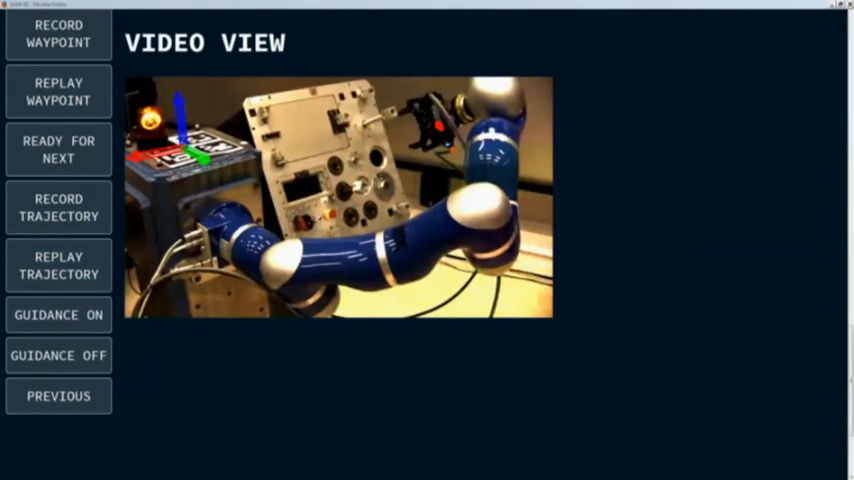 RECORD
WAYPOINT
VIDEO VIEW
REPLAY
WAYPOINT
READY FOR
NEXT
RECORD
TRAJECTORY
REPLAY
TRAJECTORY
GUIDANCE ON
GUIDANCE OFF
PREVIOUS